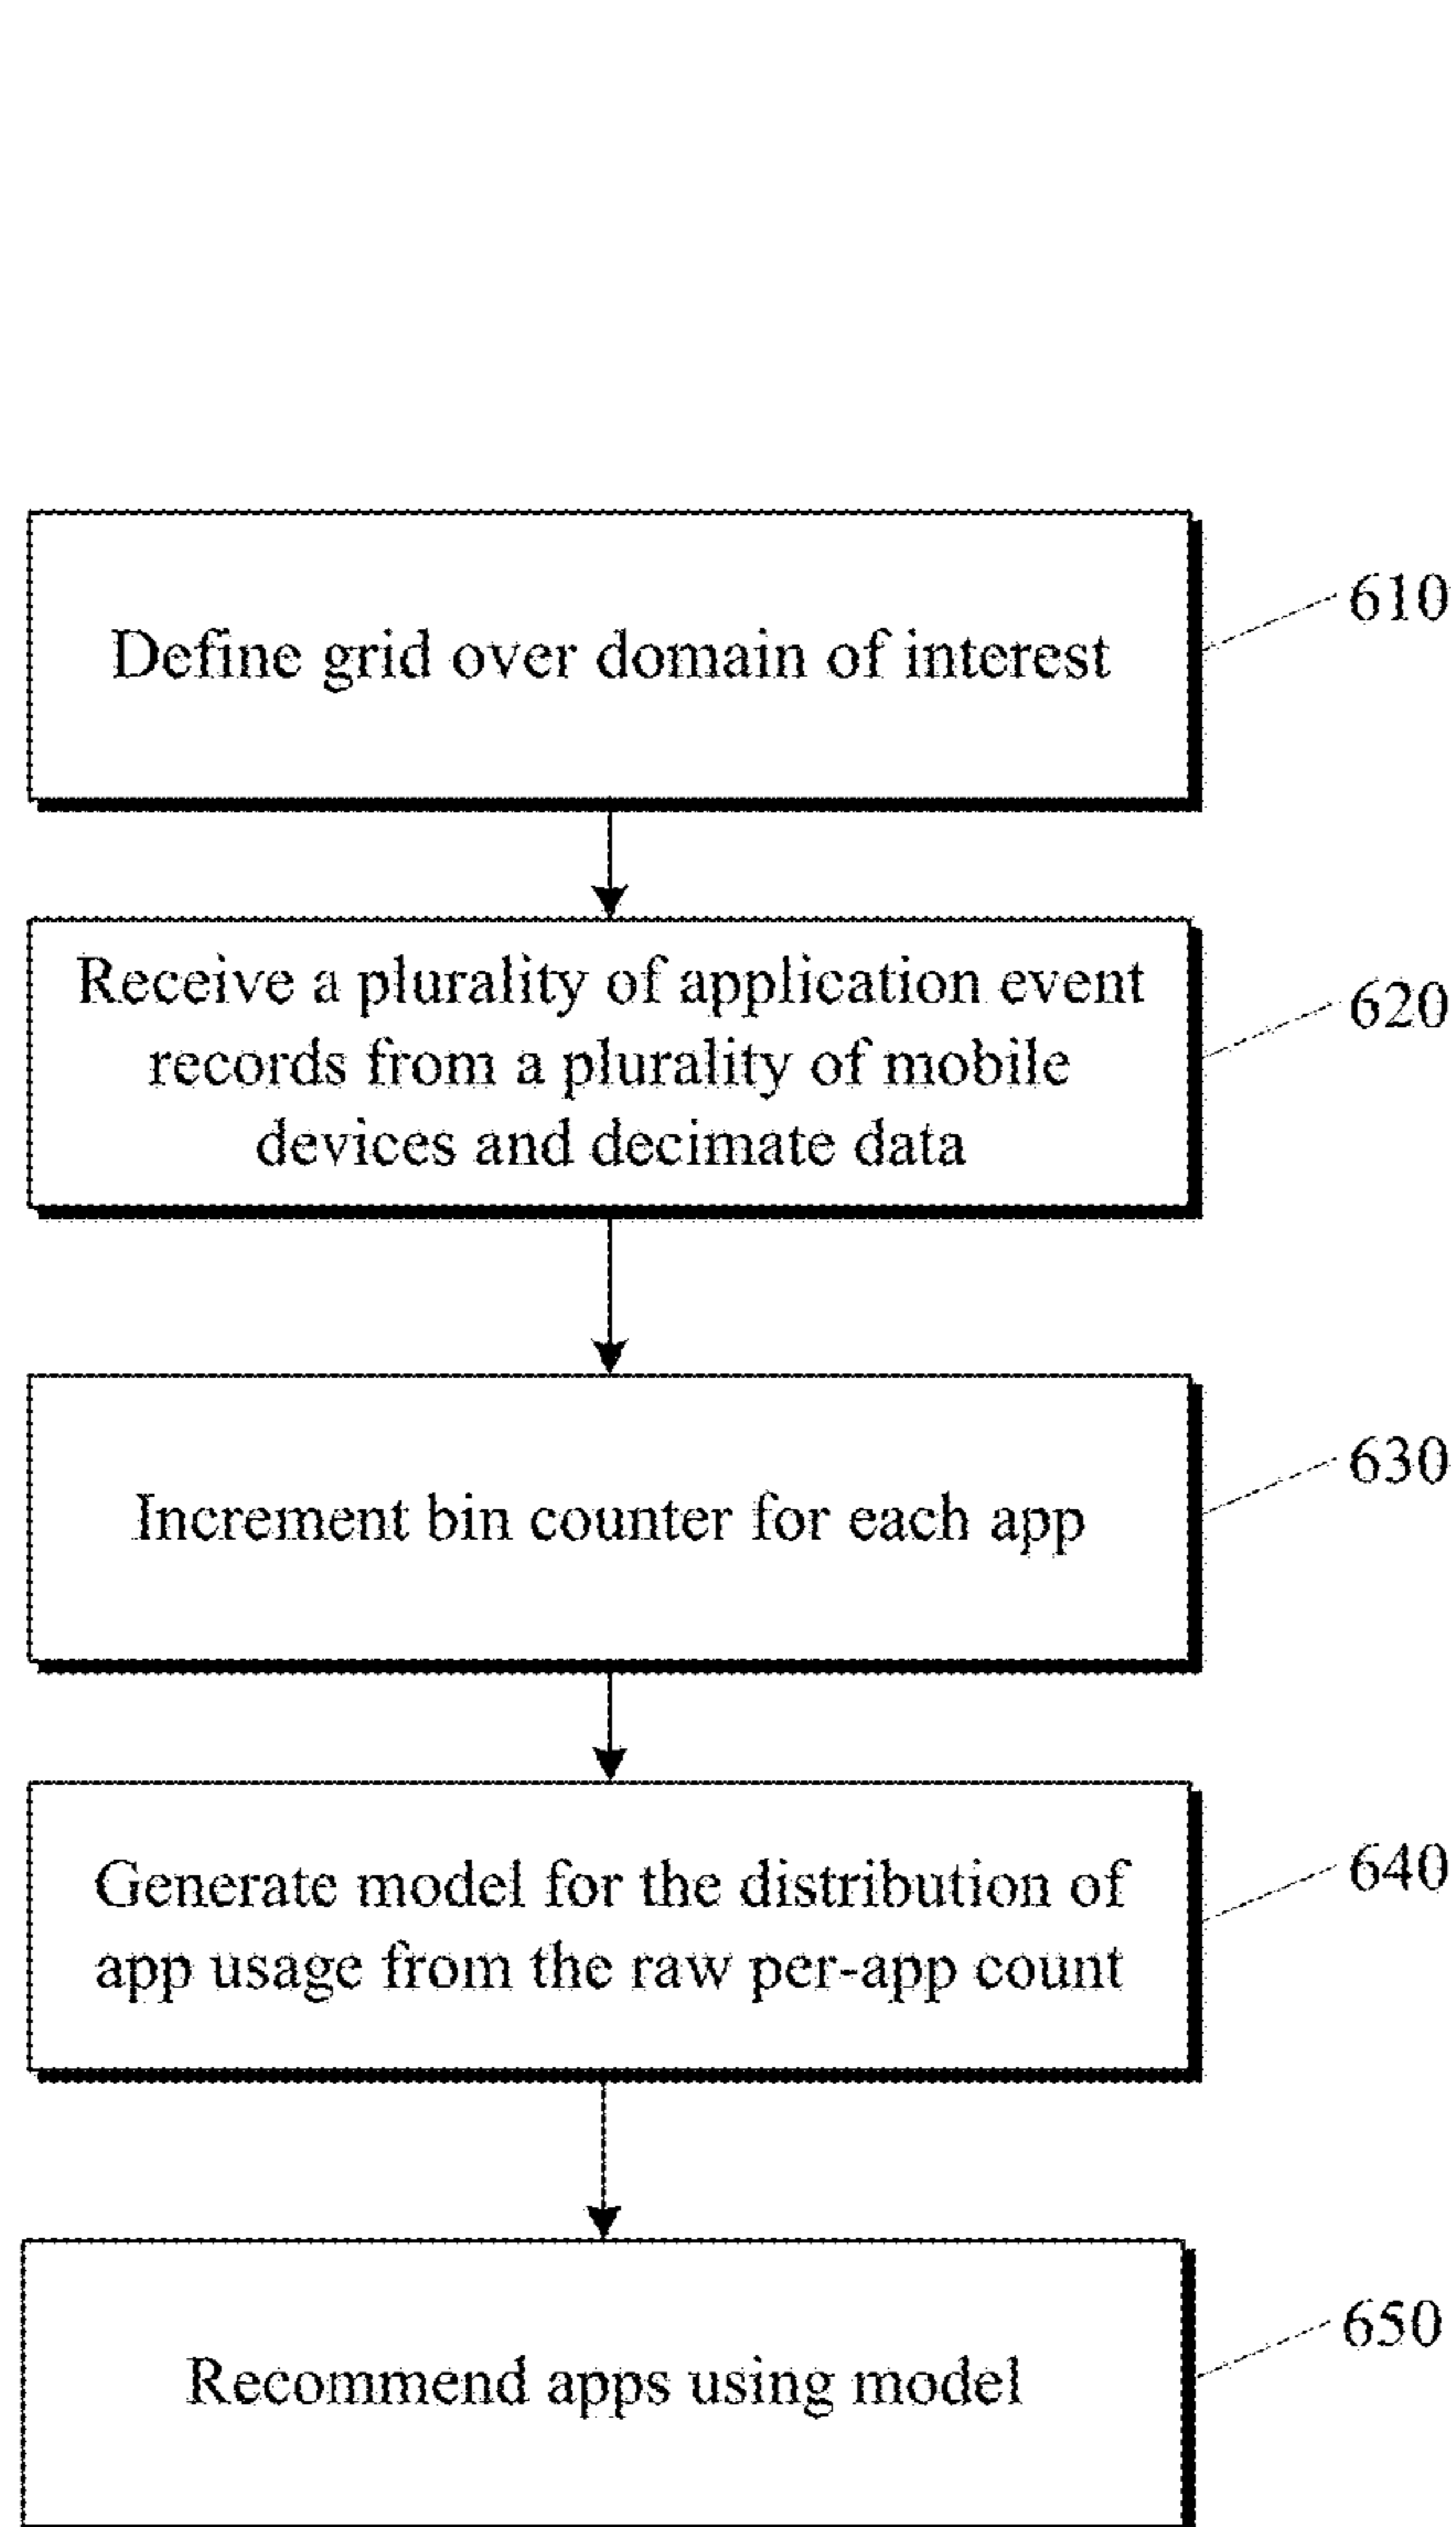 Define grid over domain of interest
610
Receive a plurality of application event
records from a plurality of mobile
devices and decimate data
620
Increment bin counter for each app
630
Generate model for the distribution of
app usage from the raw per-app count
640
Recommend apps using model
650